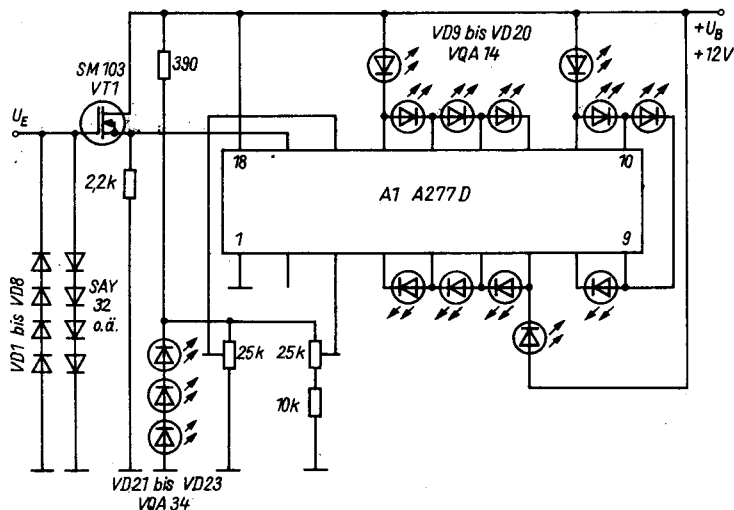 SM 103
VT1
390
VD9 bis VD20
VQA 14
+U_B
+12V
U_E
2,2k
18
10
A1 A277D
1
9
VD1 bis VD8
SAY
32
o.ä.
25k
25k
10k
VD21 bis VD23
VQA 34